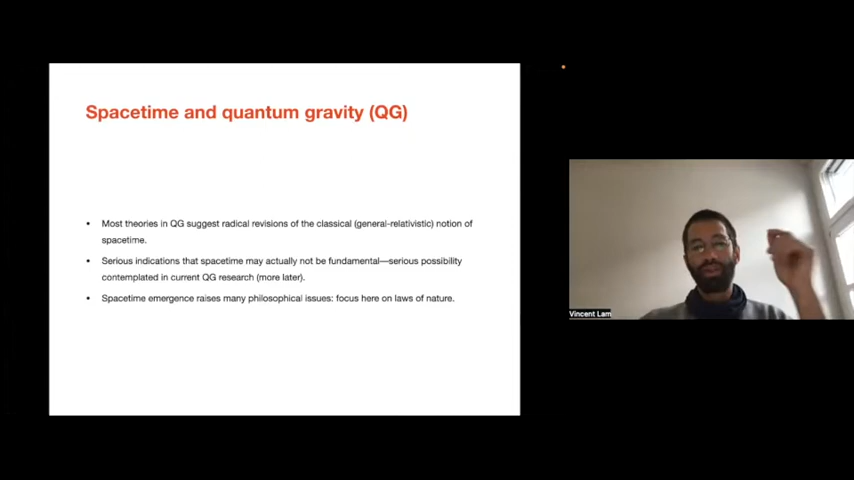 Spacetime and quantum gravity (QG)
• Most theories in QG suggest radical revisions of the classical (general-relativistic) notion of
spacetime.
• Serious indications that spacetime may actually not be fundamental—serious possibility
contemplated in current QG research (more later).
• Spacetime emergence raises many philosophical issues: focus here on laws of nature.
Vincent Lam